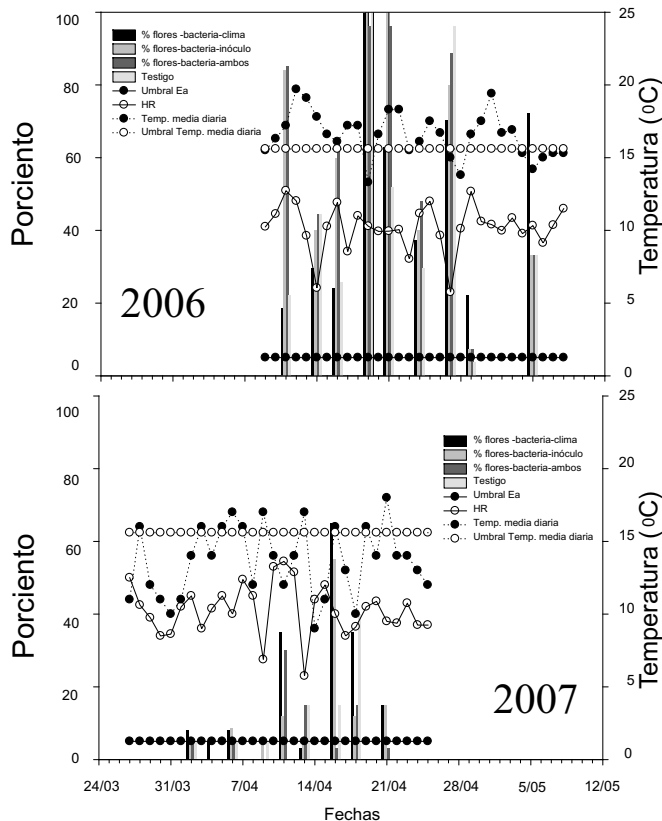 100
80
60
40
20
0
Porciento
% flores-bacteria-clima
% flores-bacteria-inóculo
% flores-bacteria-ambos
Testigo
Umbral Ea
HR
Temp. media diaria
Umbral Temp. media diaria
2006
25
20
15
10
5
0
Temperatura (ºC)
100
80
60
40
20
0
Porciento
% flores -bacteria-clima
% flores-bacteria-inóculo
% flores-bacteria-ambos
Testigo
Umbral Ea
HR
Temp. media diaria
Umbral Temp. media diaria
2007
25
20
15
10
5
0
Temperatura (ºC)
24/03 31/03 7/04 14/04 21/04 28/04 5/05 12/05
Fechas